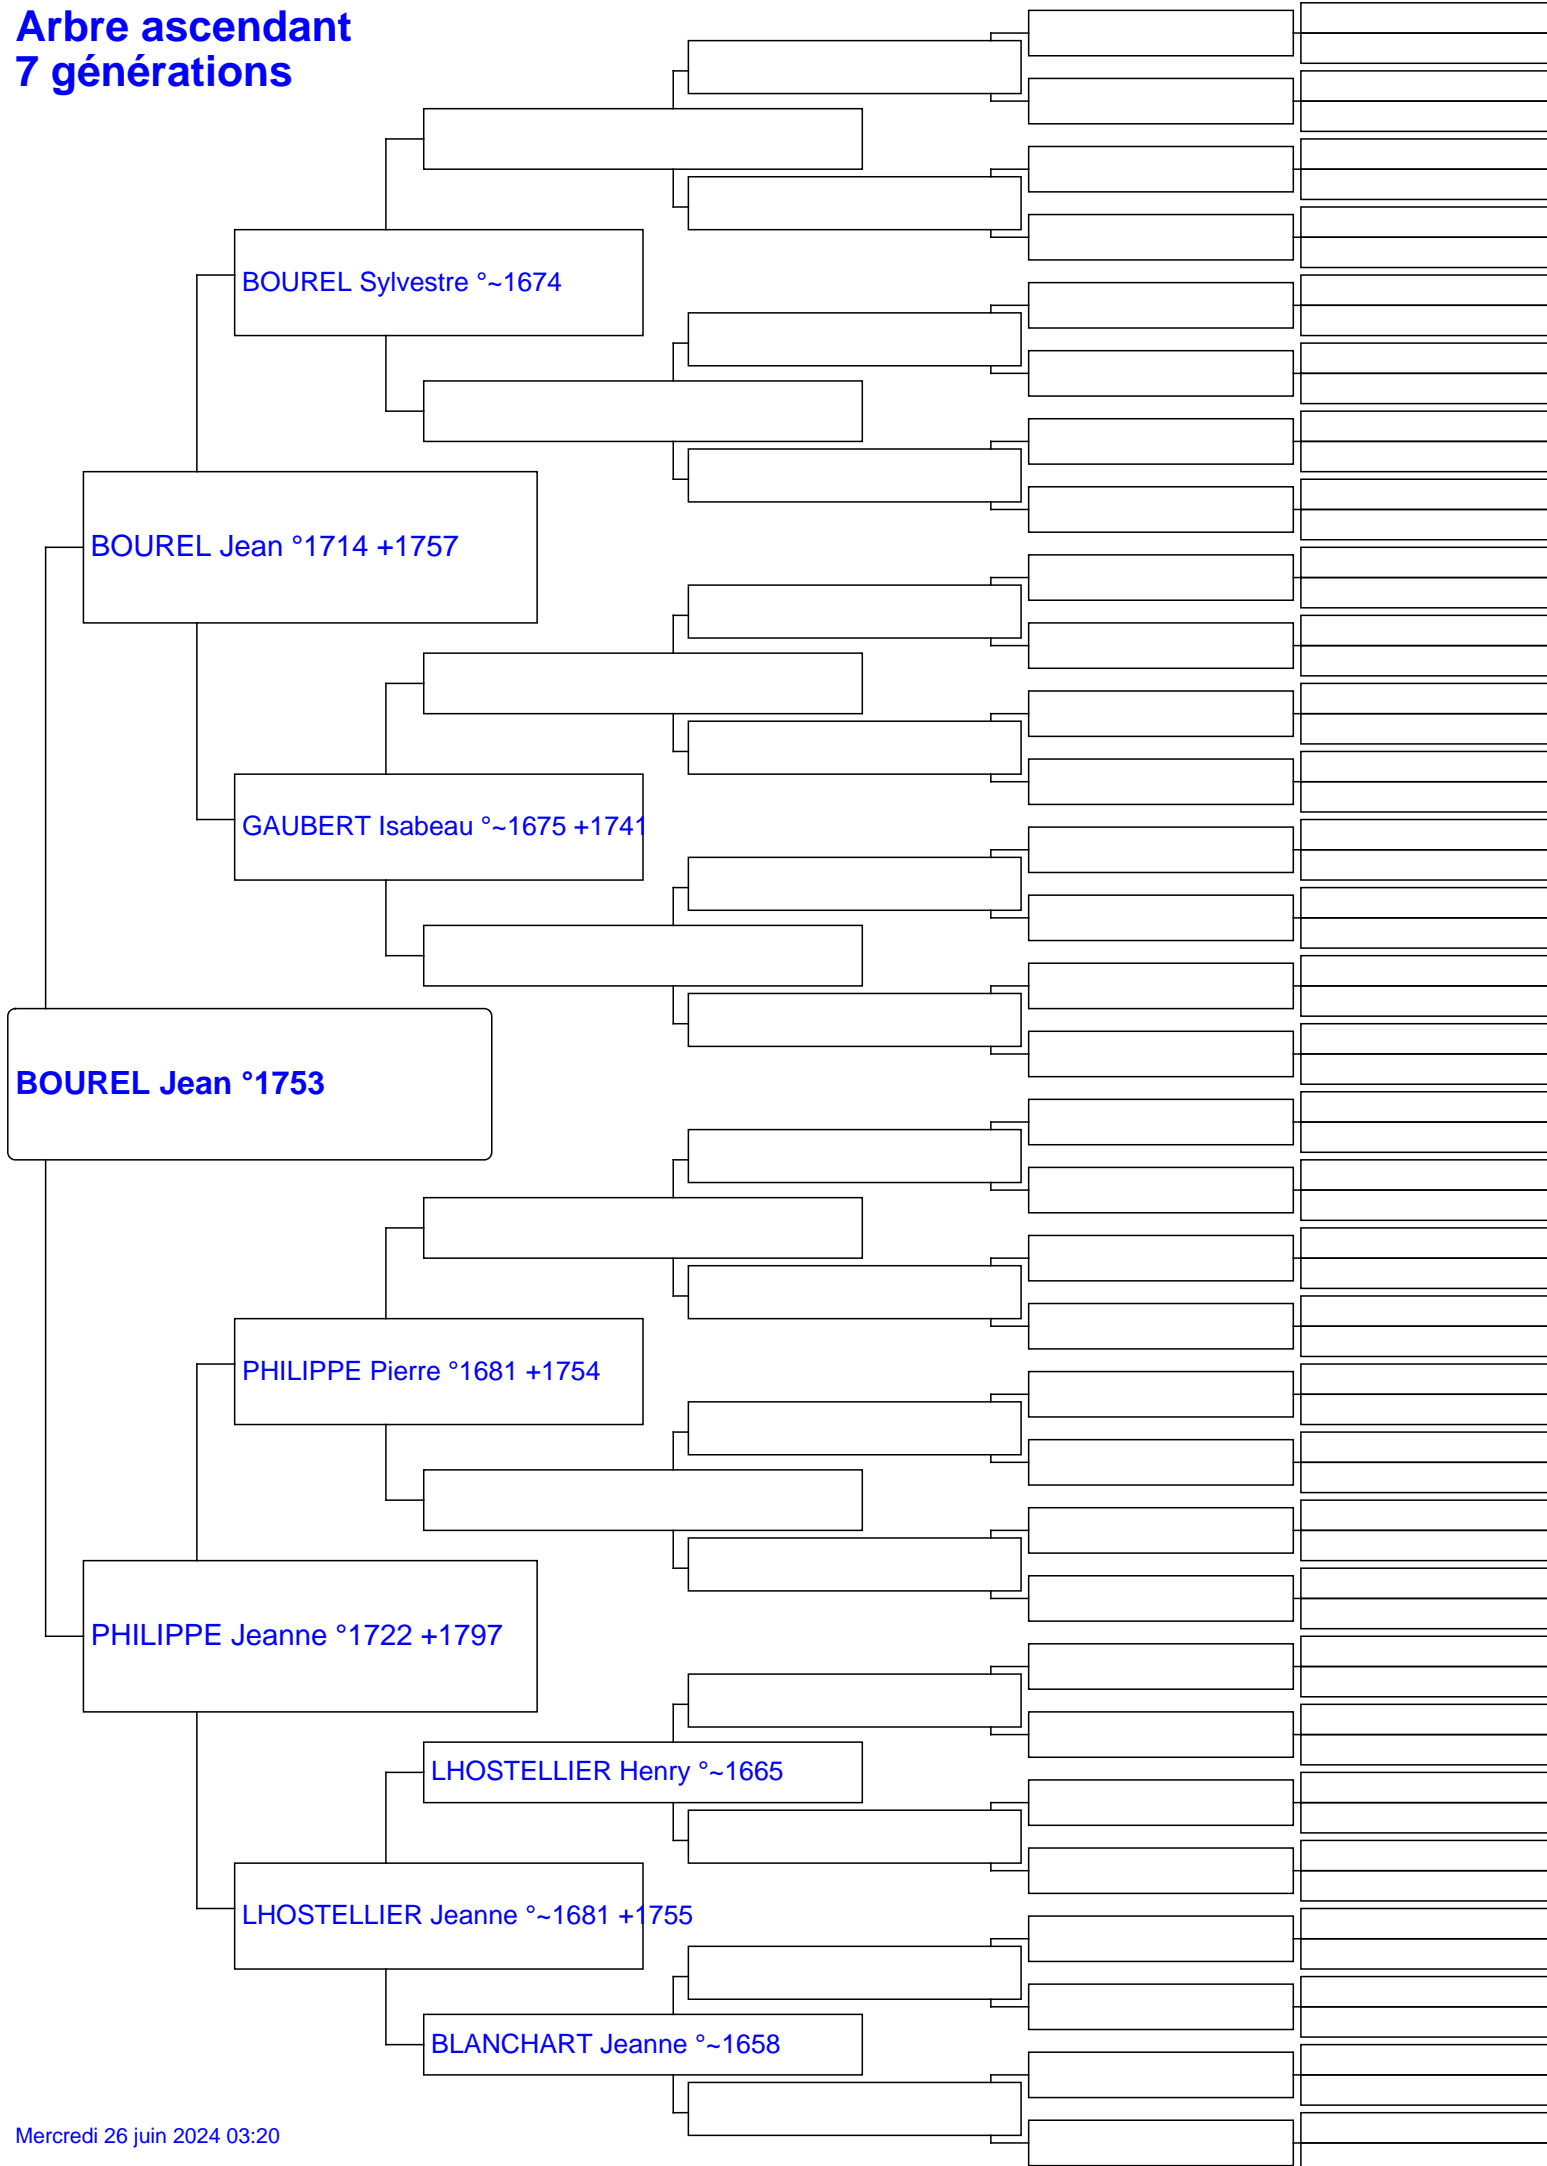 Arbre ascendant
7 générations
BOUREL Sylvestre °~1674
BOUREL Jean °1714 +1757
GAUBERT Isabeau °~1675 +1741
BOUREL Jean °1753
PHILIPPE Pierre °1681 +1754
PHILIPPE Jeanne °1722 +1797
LHOSTELLIER Henry °~1665
LHOSTELLIER Jeanne °~1681 +1755
BLANCHART Jeanne °~1658
Mercredi 26 juin 2024 03:20